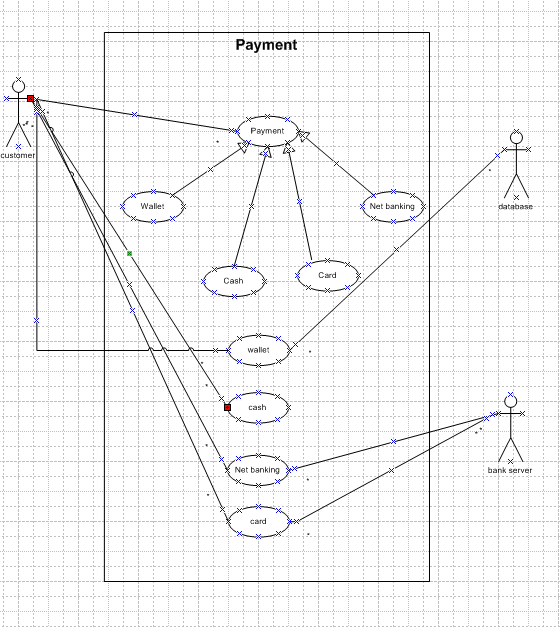 Payment
Payment
customer
database
Wallet
Net banking
Cash
Card
wallet
cash
Net banking
bank server
card